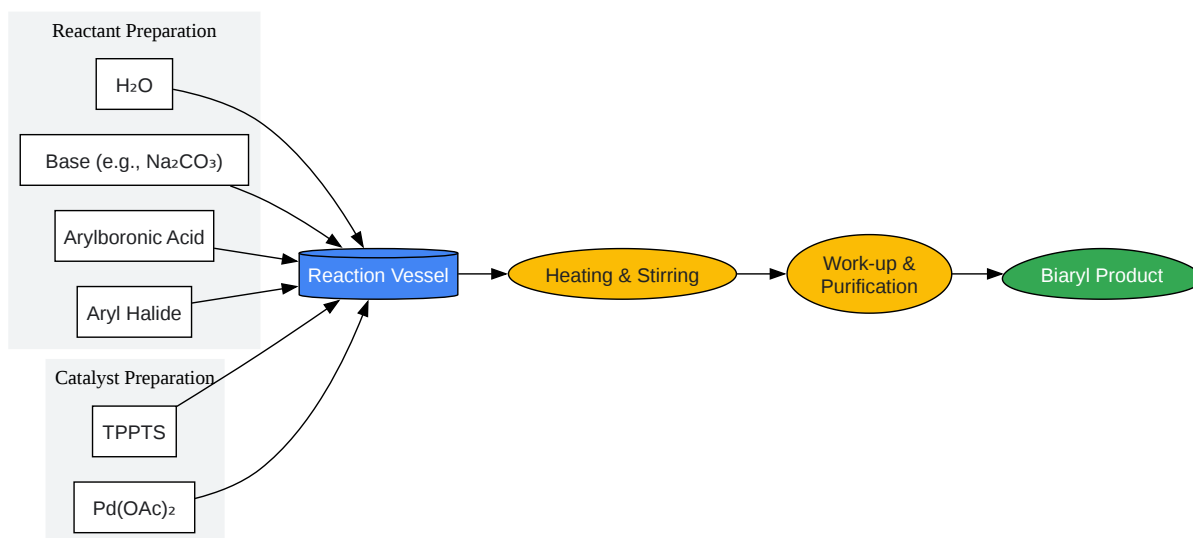 Reactant Preparation
H₂O
Base (e.g., Na₂CO₃)
Arylboronic Acid
Aryl Halide
Catalyst Preparation
TPPTS
Pd(OAc)₂
Reaction Vessel
Heating & Stirring
Work-up &
Purification
Biaryl Product